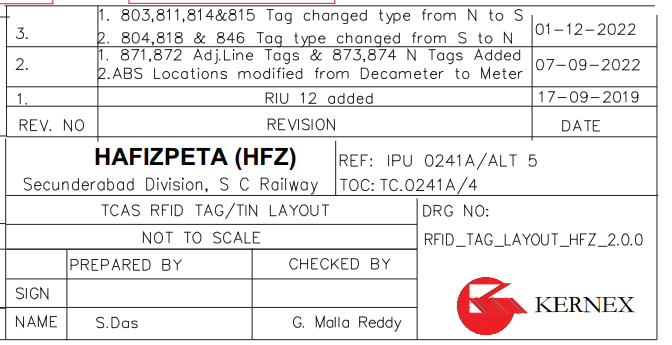 3. 1. 803,811,814&815 Tag changed type from N to S
2. 804,818 & 846 Tag type changed from S to N 01-12-2022
2. 1. 871,872 Adj.Line Tags & 873,874 N Tags Added
2.ABS Locations modified from Decameter to Meter 07-09-2022
1. RIU 12 added 17-09-2019
REV. NO REVISION DATE
HAFIZPETA (HFZ) REF: IPU 0241A/ALT 5
Secunderabad Division, S C Railway TOC: TC.0241A/4
TCAS RFID TAG/TIN LAYOUT DRG NO:
NOT TO SCALE RFID_TAG_LAYOUT_HFZ_2.0.0
PREPARED BY CHECKED BY
SIGN
KERNEX
NAME S.Das G. Malla Reddy